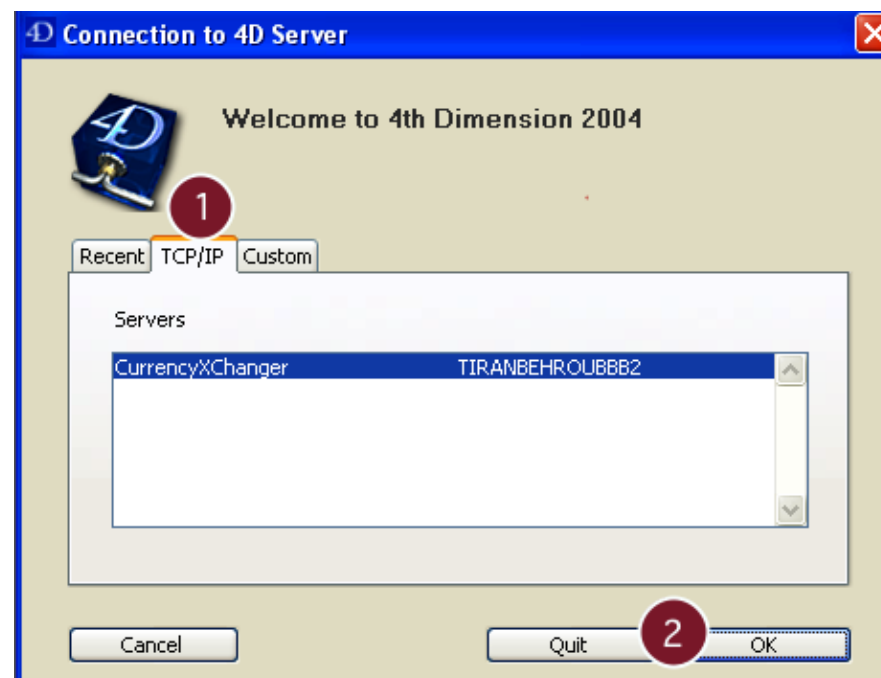 4D Connection to 4D Server
4D
Welcome to 4th Dimension 2004
1
Recent TCP/IP Custom
Servers
CurrencyXChanger TIRANBEHROUBBB2
Cancel Quit 2 OK